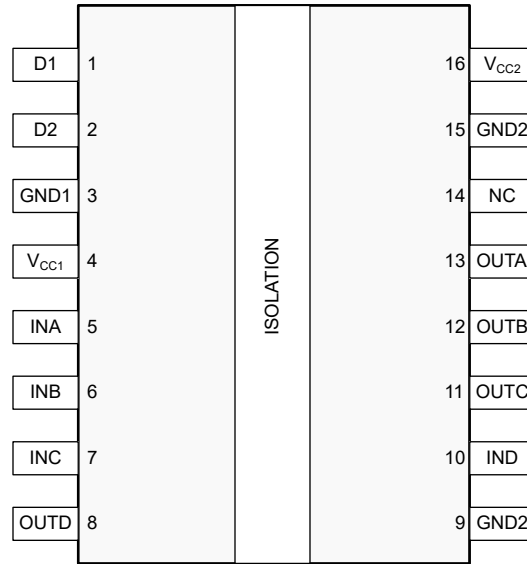 D1 1 16 VCC2
D2 2 15 GND2
GND1 3 14 NC
VCC1 4 13 OUTA
ISOLATION
INA 5 12 OUTB
INB 6 11 OUTC
INC 7 10 IND
OUTD 8 9 GND2